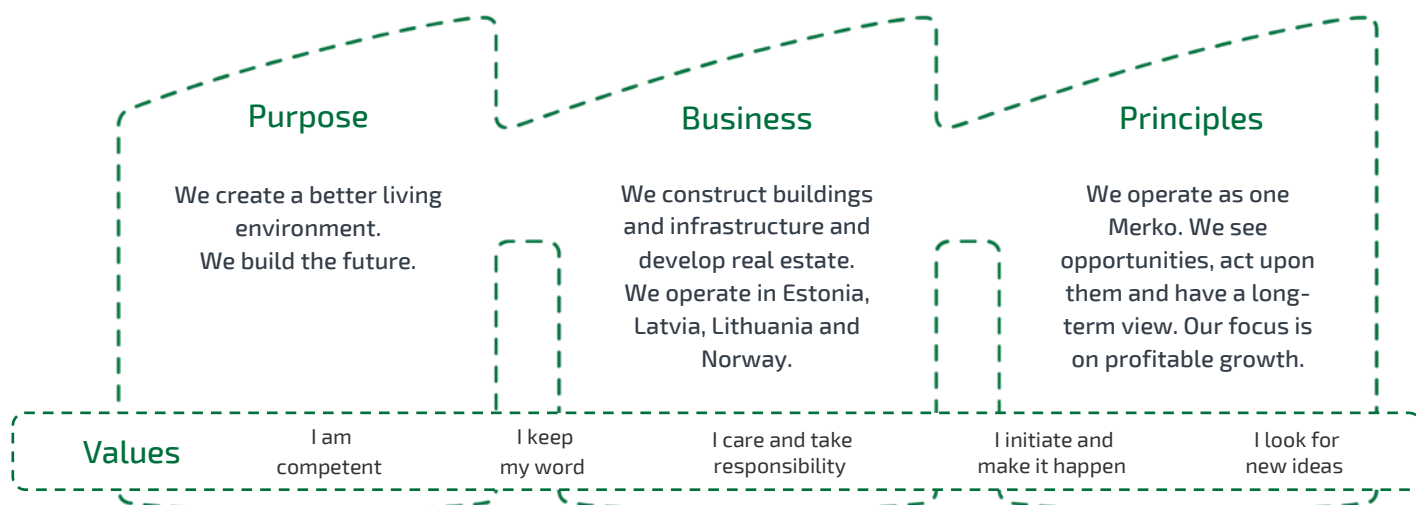 Purpose
We create a better living
environment.
We build the future.
Business
We construct buildings
and infrastructure and
develop real estate.
We operate in Estonia,
Latvia, Lithuania and
Norway.
Principles
We operate as one
Merko. We see
opportunities, act upon
them and have a long-
term view. Our focus is
on profitable growth.
Values
I am
competent
I keep
my word
I care and take
responsibility
I initiate and
make it happen
I look for
new ideas